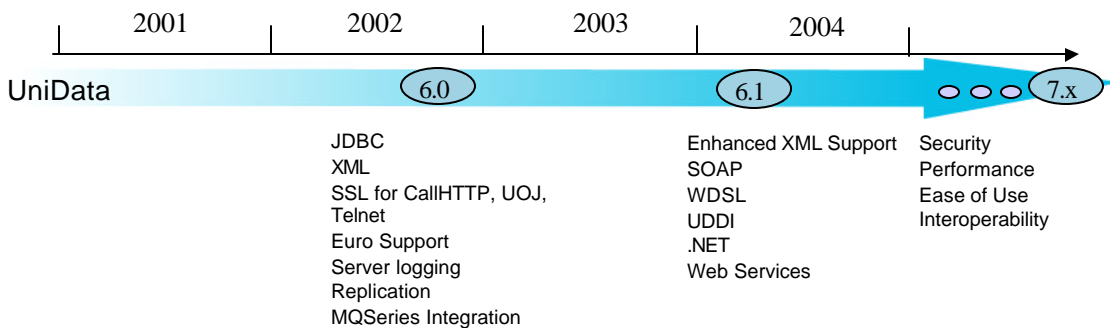 2001 2002 2003 2004
UniData 6.0 6.1 7.x
JDBC
XML
SSL for CallHTTP, UOJ,
Telnet
Euro Support
Server logging
Replication
MQSeries Integration
Enhanced XML Support
SOAP
WDSL
UDDI
.NET
Web Services
Security
Performance
Ease of Use
Interoperability